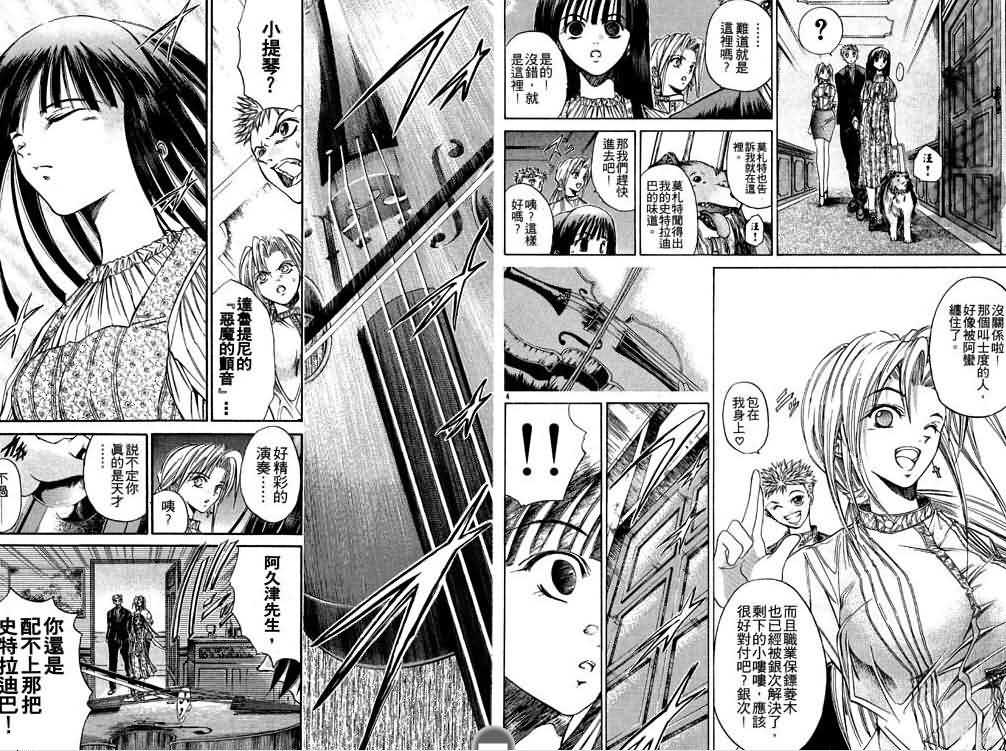 ？
汪！
汪！
……
難道就是
這裡嗎？
是的！
沒錯，就
是這裡！
莫札特也告
訴我就在這
裡。
莫札特聞得出
我的史特拉迪
巴的味道。
那我們趕快
進去吧！
咦？這樣
好嗎？
沒關係啦！
那個叫士度的人，
好像被阿蠻
纏住了。
包在
我身上♡
而且職業保鏢菱木
也已經被銀次解決了，
剩下的小嘍嘍，應該
很好對付吧？銀次！
4
!!
小提琴？
達魯提尼的
『惡魔的顫音』…
好精彩的
演奏……
咦？
說不定你
真的是天才
不過──
阿久津先生，
你還是
配不上那把
史特拉迪巴！